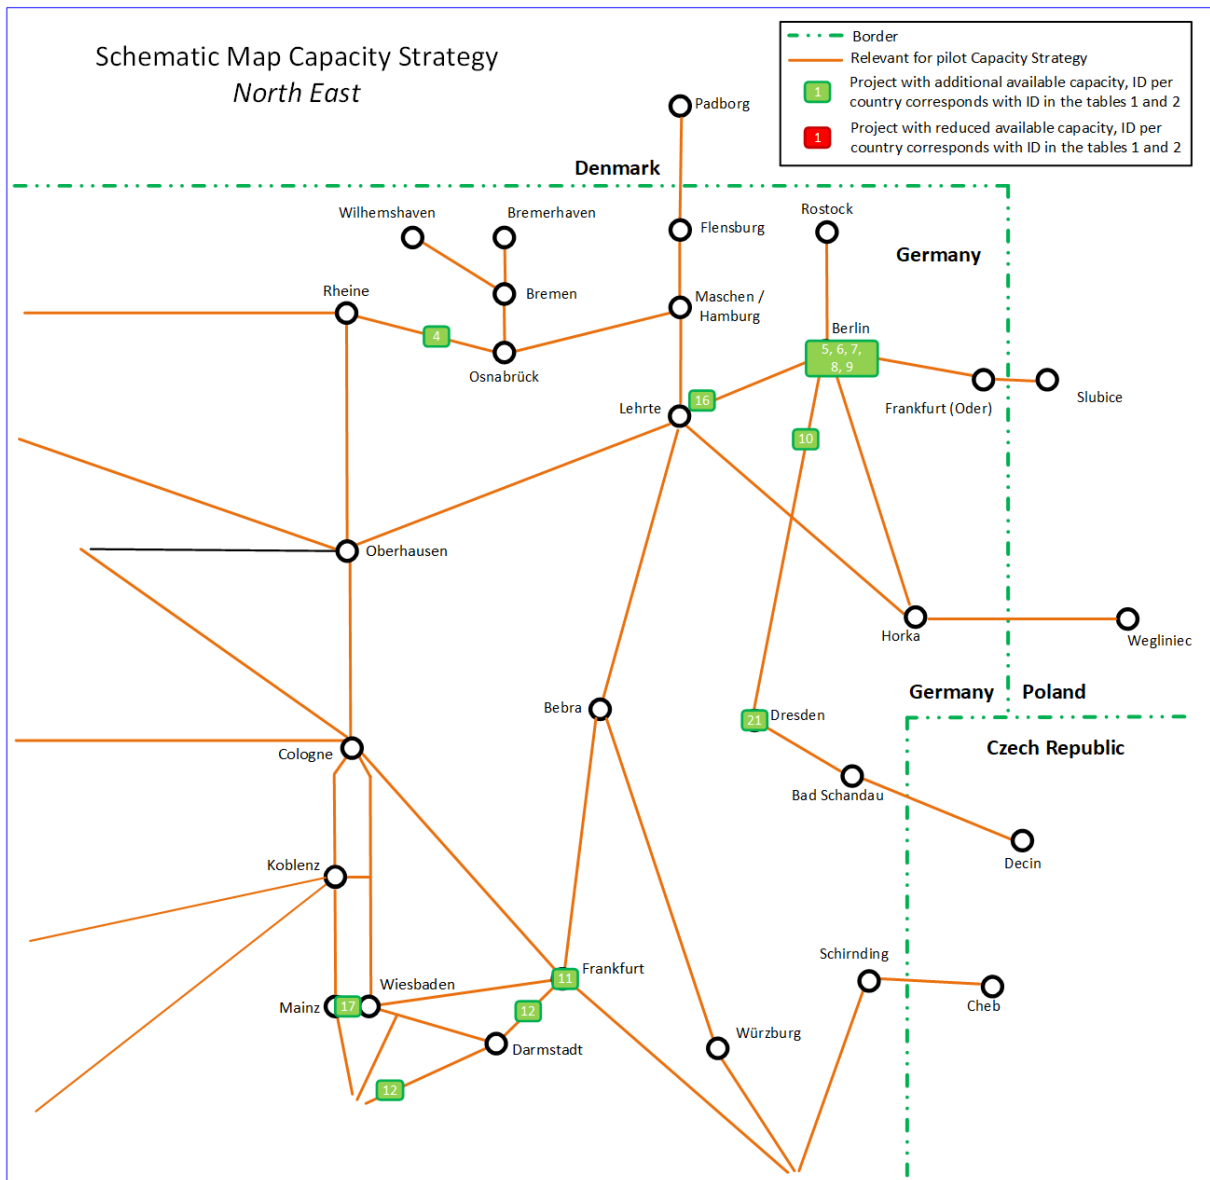 Schematic Map Capacity Strategy
North East
Border
Relevant for pilot Capacity Strategy
1
Project with additional available capacity, ID per
country corresponds with ID in the tables 1 and 2
1
Project with reduced available capacity, ID per
country corresponds with ID in the tables 1 and 2
Padborg
Denmark
Wilhemshaven
Bremerhaven
Rostock
Flensburg
Germany
Rheine
Bremen
Maschen /
Hamburg
4
Berlin
5, 6, 7,
8, 9
Osnabrück
Slubice
Frankfurt (Oder)
16
Lehrte
10
Oberhausen
Horka
Wegliniec
Germany
Poland
Bebra
21
Dresden
Czech Republic
Cologne
Bad Schandau
Koblenz
Decin
Schirnding
Frankfurt
11
Wiesbaden
Mainz
17
12
Cheb
Würzburg
Darmstadt
12